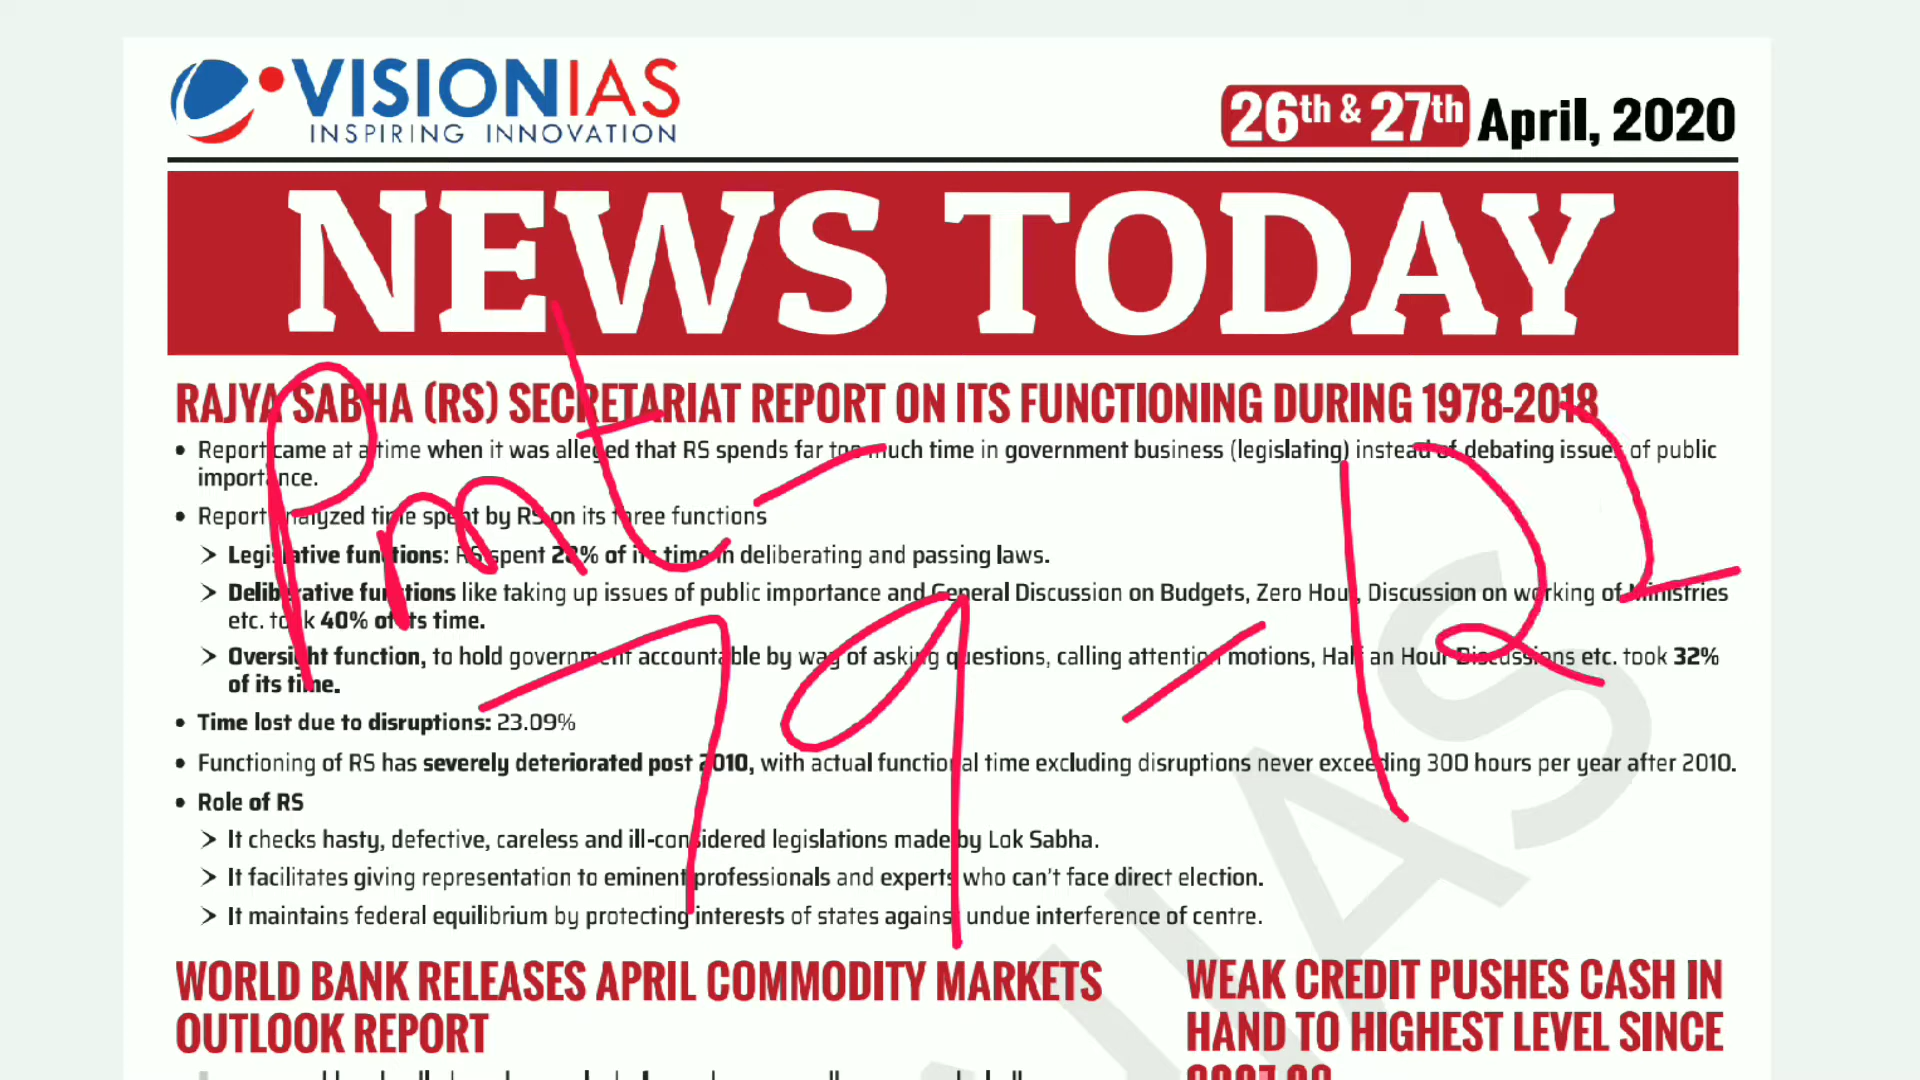 VISIONIAS
INSPIRING INNOVATION
26th & 27th April, 2020
NEWS TODAY
RAJYA SABHA (RS) SECRETARIAT REPORT ON ITS FUNCTIONING DURING 1978-2018
• Report came at a time when it was alleged that RS spends far too much time in government business (legislating) instead of debating issues of public
importance.
• Report analyzed time spent by RS on its three functions
➢ Legislative functions: RS spent 28% of its time in deliberating and passing laws.
➢ Deliberative functions like taking up issues of public importance and General Discussion on Budgets, Zero Hour, Discussion on working of Ministries
etc. took 40% of its time.
➢ Oversight function, to hold government accountable by way of asking questions, calling attention motions, Half an Hour Discussions etc. took 32%
of its time.
• Time lost due to disruptions: 23.09%
• Functioning of RS has severely deteriorated post 2010, with actual functional time excluding disruptions never exceeding 300 hours per year after 2010.
• Role of RS
➢ It checks hasty, defective, careless and ill-considered legislations made by Lok Sabha.
➢ It facilitates giving representation to eminent professionals and experts who can't face direct election.
➢ It maintains federal equilibrium by protecting interests of states against undue interference of centre.
WORLD BANK RELEASES APRIL COMMODITY MARKETS
OUTLOOK REPORT
WEAK CREDIT PUSHES CASH IN
HAND TO HIGHEST LEVEL SINCE
Pmt
79